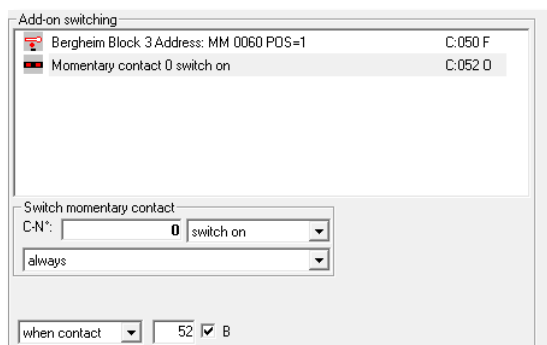 Add-on switching
Bergheim Block 3 Address: MM 0060 POS=1 C:050 F
Momentary contact 0 switch on C:052 O
Switch momentary contact
C-N°: 0 switch on
always
when contact 52 B